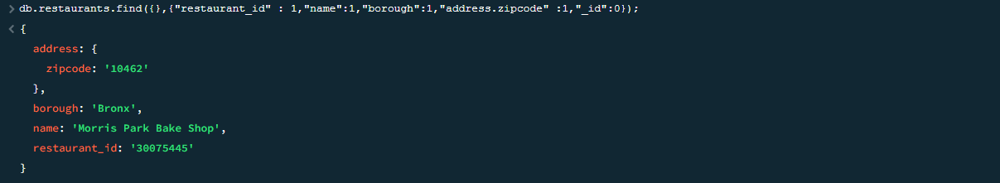 > db.restaurants.find({},{"restaurant_id" : 1,"name":1,"borough":1,"address.zipcode" :1,"_id":0});
< {
address: {
zipcode: '10462'
},
borough: 'Bronx',
name: 'Morris Park Bake Shop',
restaurant_id: '30075445'
}